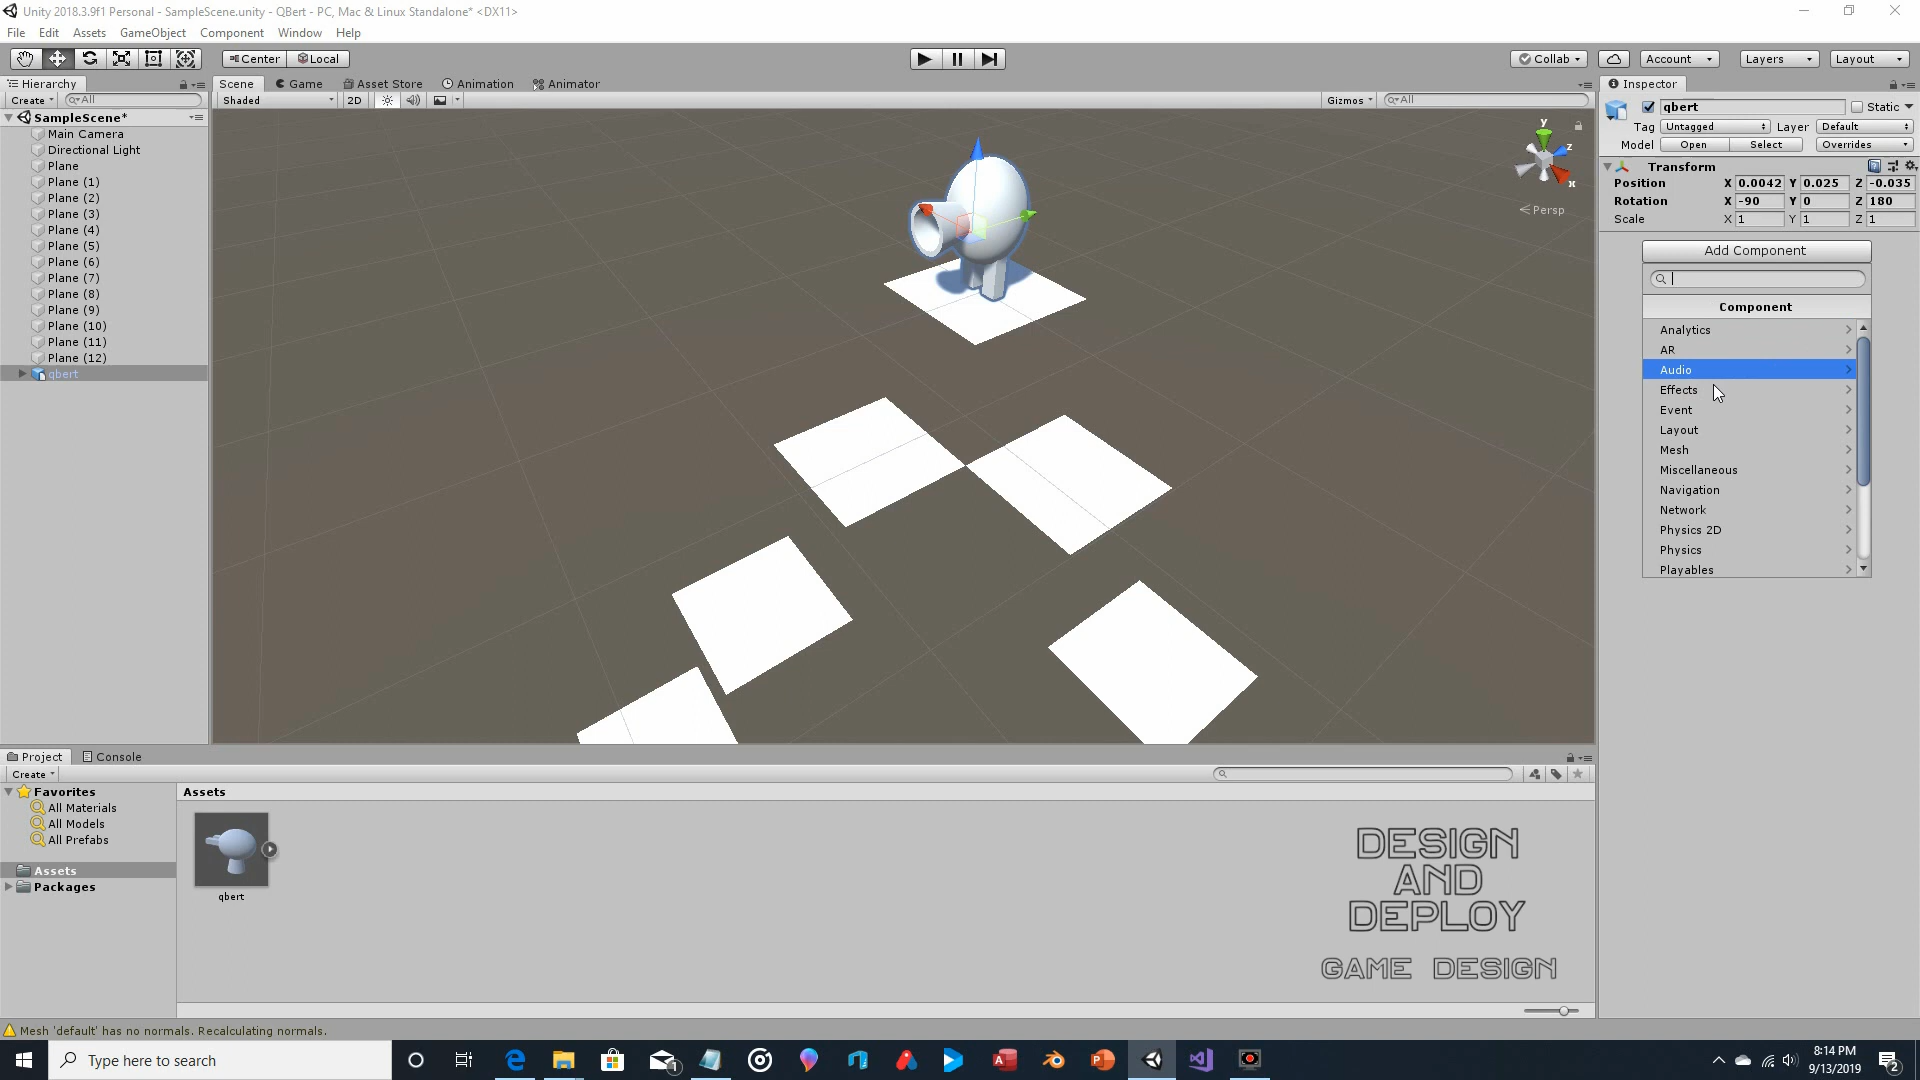 Unity 2018.3.9f1 Personal - SampleScene.unity - QBert - PC, Mac & Linux Standalone* <DX11>
File Edit Assets GameObject Component Window Help
Center Local Collab Account Layers Layout
Hierarchy
Create All
SampleScene*
Main Camera
Directional Light
Plane
Plane (1)
Plane (2)
Plane (3)
Plane (4)
Plane (5)
Plane (6)
Plane (7)
Plane (8)
Plane (9)
Plane (10)
Plane (11)
Plane (12)
qbert
Scene Game Asset Store Animation Animator
Shaded 2D Gizmos All
y
z
x
Persp
Inspector
qbert Static
Tag Untagged Layer Default
Model Open Select Overrides
Transform
Position X 0.0042 Y 0.025 Z -0.035
Rotation X -90 Y 0 Z 180
Scale X 1 Y 1 Z 1
Add Component
Component
Analytics
AR
Audio
Effects
Event
Layout
Mesh
Miscellaneous
Navigation
Network
Physics 2D
Physics
Playables
Project Console
Create
Favorites
All Materials
All Models
All Prefabs
Assets
Packages
Assets
qbert
DESIGN
AND
DEPLOY
GAME DESIGN
Mesh 'default' has no normals. Recalculating normals.
Type here to search
1
8:14 PM
9/13/2019
2